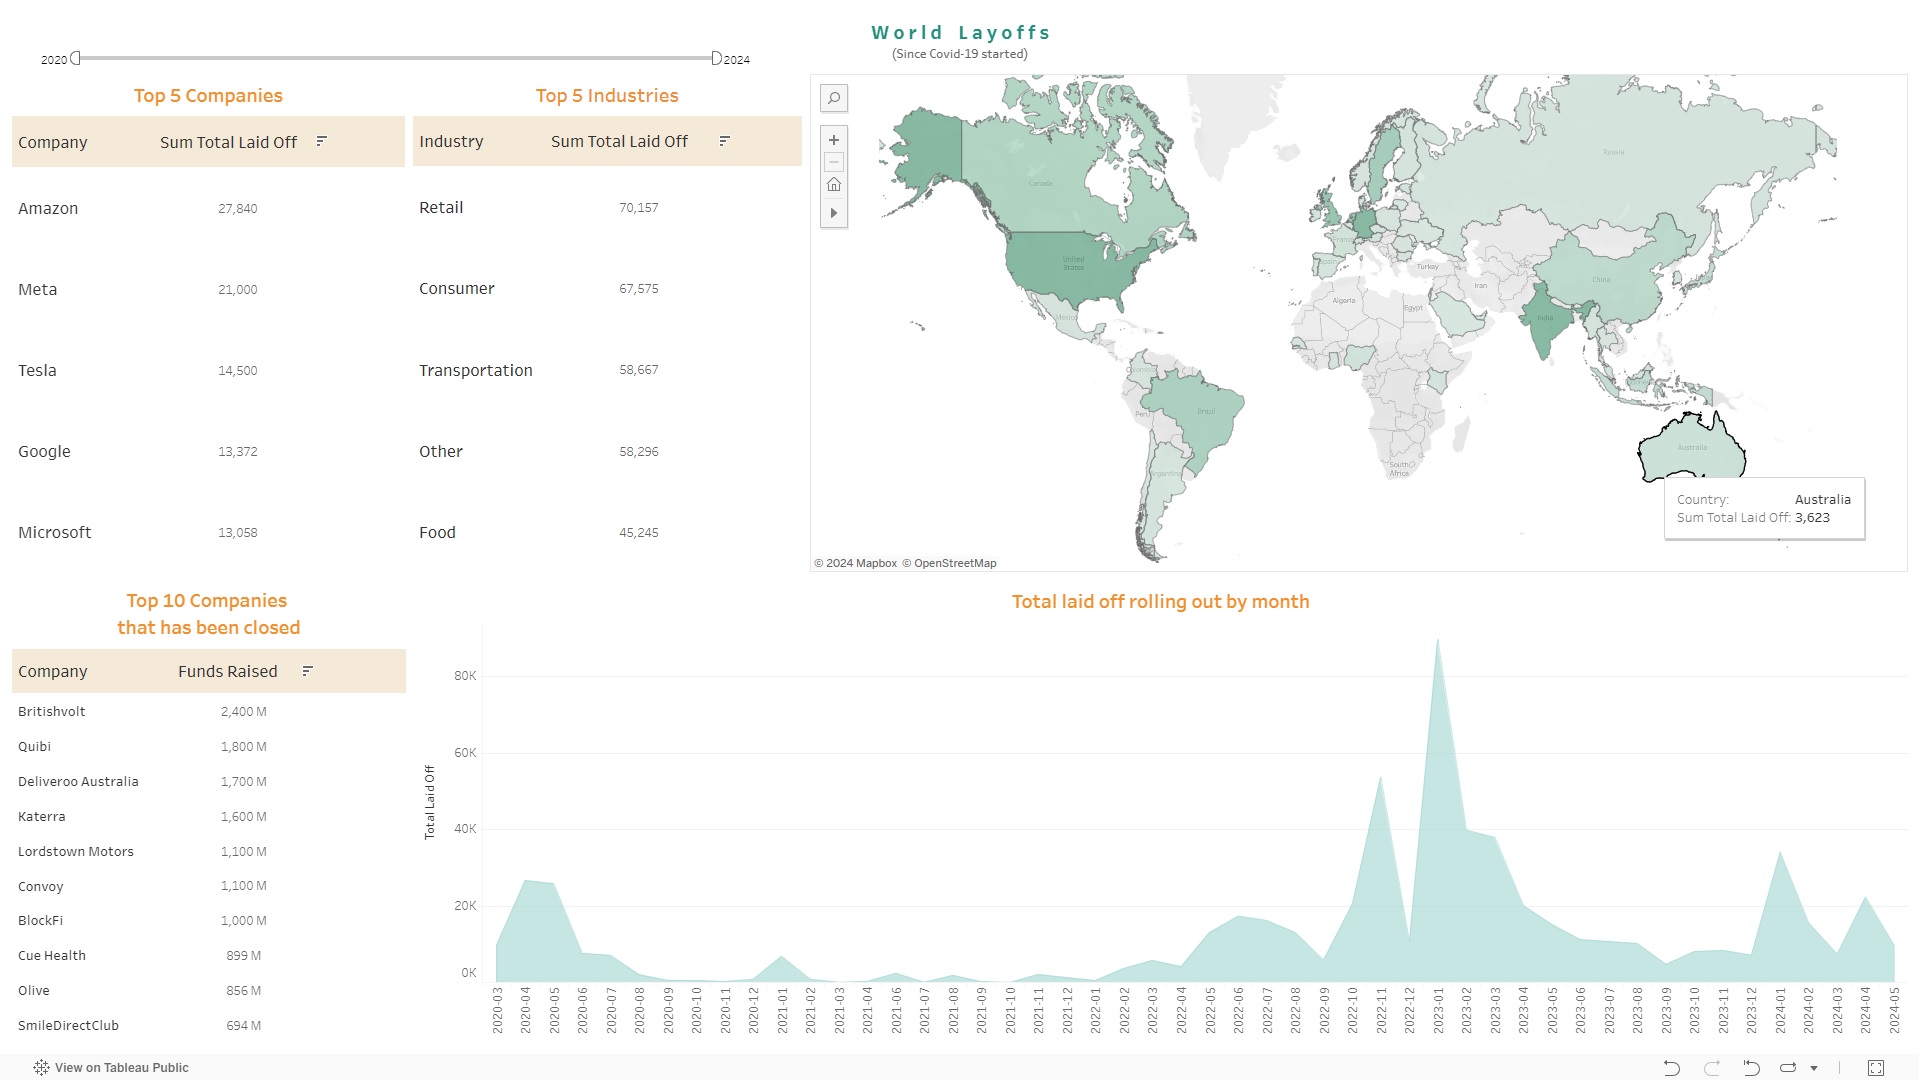 World Layoffs
(Since Covid-19 started)
2020
2024
Top 5 Companies
Company Sum Total Laid Off
Amazon 27,840
Meta 21,000
Tesla 14,500
Google 13,372
Microsoft 13,058
Top 5 Industries
Industry Sum Total Laid Off
Retail 70,157
Consumer 67,575
Transportation 58,667
Other 58,296
Food 45,245
Canada
United
States
Mexico
Colombia
Peru
Brazil
Argentina
Russia
France
Spain
Turkey
Iran
Algeria
Egypt
China
India
South
Africa
Australia
Country: Australia
Sum Total Laid Off: 3,623
© 2024 Mapbox © OpenStreetMap
Top 10 Companies
that has been closed
Company Funds Raised
Britishvolt 2,400 M
Quibi 1,800 M
Deliveroo Australia 1,700 M
Katerra 1,600 M
Lordstown Motors 1,100 M
Convoy 1,100 M
BlockFi 1,000 M
Cue Health 899 M
Olive 856 M
SmileDirectClub 694 M
Total laid off rolling out by month
Total Laid Off
80K
60K
40K
20K
0K
2020-03
2020-04
2020-05
2020-06
2020-07
2020-08
2020-09
2020-10
2020-11
2020-12
2021-01
2021-02
2021-03
2021-04
2021-06
2021-07
2021-08
2021-09
2021-10
2021-11
2021-12
2022-01
2022-02
2022-03
2022-04
2022-05
2022-06
2022-07
2022-08
2022-09
2022-10
2022-11
2022-12
2023-01
2023-02
2023-03
2023-04
2023-05
2023-06
2023-07
2023-08
2023-09
2023-10
2023-11
2023-12
2024-01
2024-02
2024-03
2024-04
2024-05
View on Tableau Public